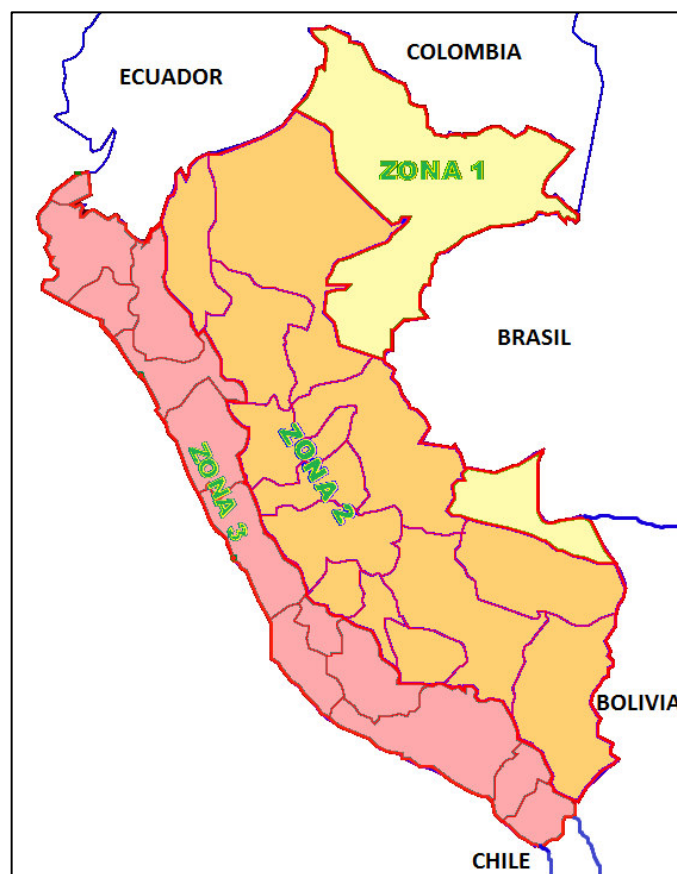 COLOMBIA
ECUADOR
ZONA 1
BRASIL
ZONA 2
ZONA 3
BOLIVIA
CHILE